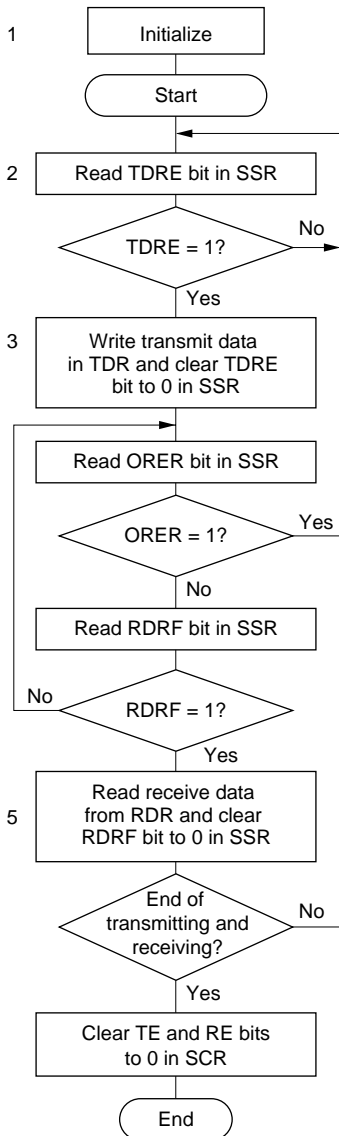 1
Initialize
Start
2
Read TDRE bit in SSR
TDRE = 1?
No
Yes
3
Write transmit data
in TDR and clear TDRE
bit to 0 in SSR
Read ORER bit in SSR
ORER = 1?
Yes
No
Read RDRF bit in SSR
No
RDRF = 1?
Yes
5
Read receive data
from RDR and clear
RDRF bit to 0 in SSR
End of
transmitting and
receiving?
No
Yes
Clear TE and RE bits
to 0 in SCR
End